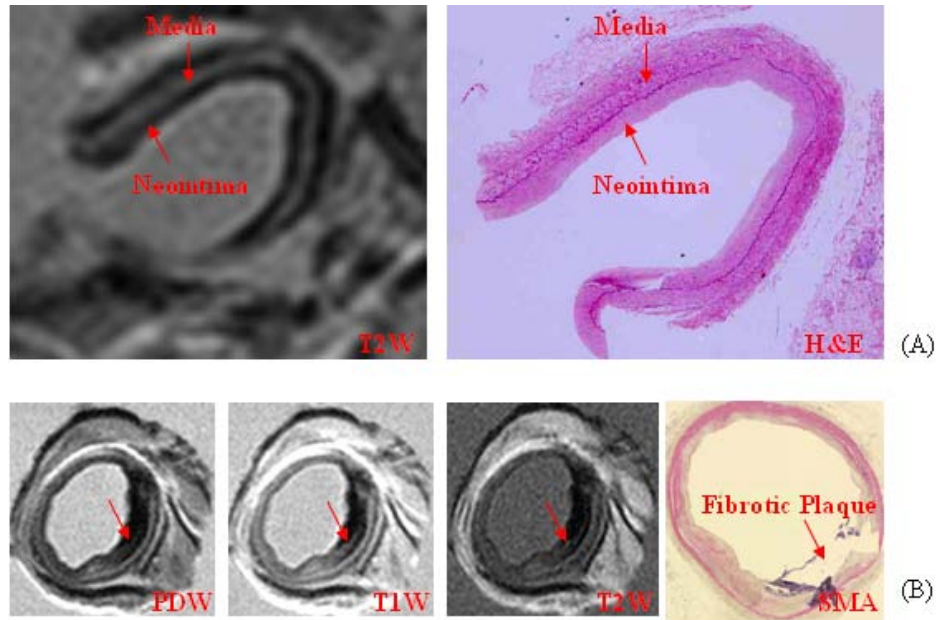 Media
Neointima
T2W
Media
Neointima
H&E
(A)
PDW
T1W
T2W
Fibrotic Plaque
SMA
(B)